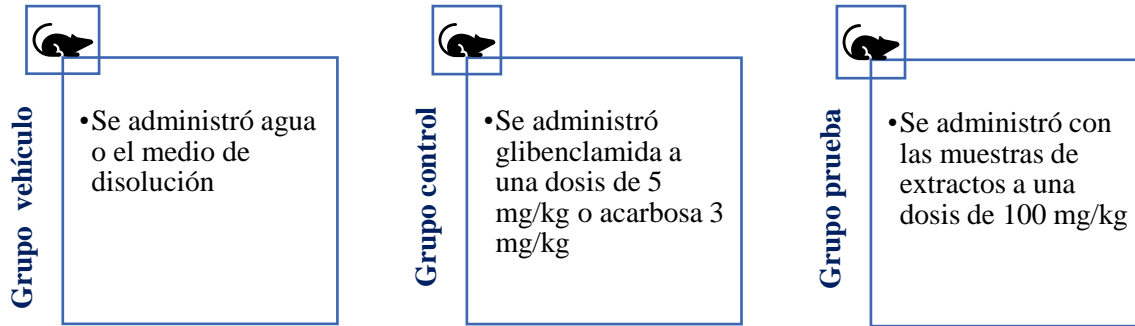 Grupo vehículo
•Se administró agua
o el medio de
disolución
Grupo control
•Se administró
glibenclamida a
una dosis de 5
mg/kg o acarbosa 3
mg/kg
Grupo prueba
•Se administró con
las muestras de
extractos a una
dosis de 100 mg/kg